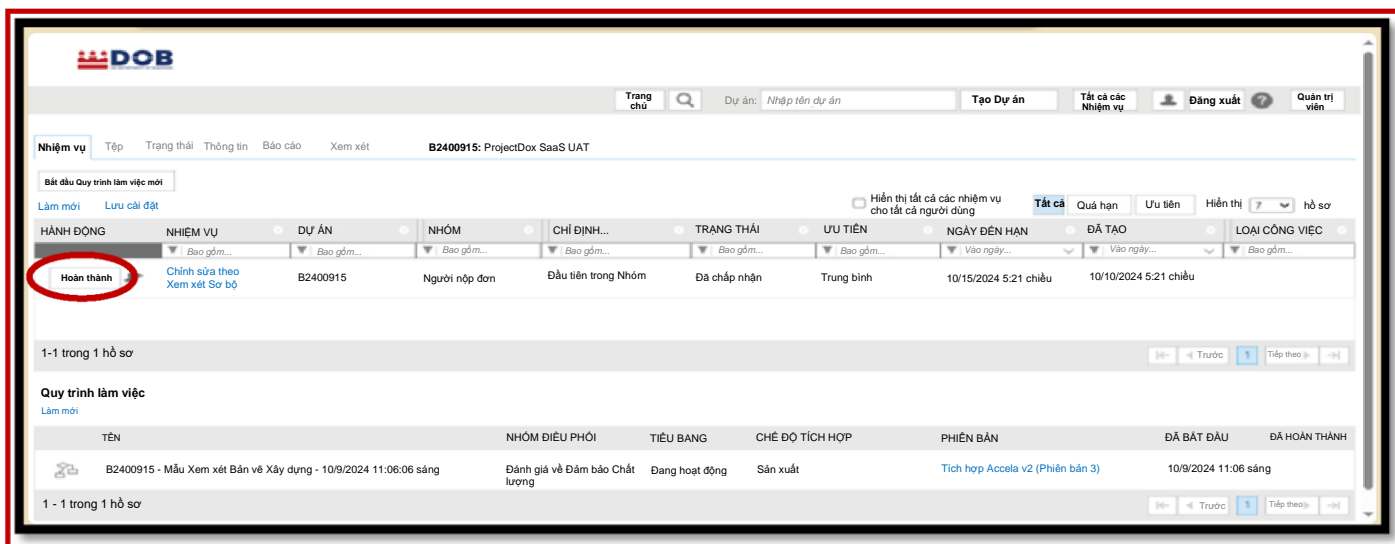 DOB
Trang chủ
Dự án: Nhập tên dự án
Tạo Dự án
Tất cả các Nhiệm vụ
Đăng xuất
?
Quản trị viên
Nhiệm vụ Tệp Trạng thái Thông tin Báo cáo Xem xét B2400915: ProjectDox SaaS UAT
Bắt đầu Quy trình làm việc mới
Làm mới Lưu cài đặt
Hiển thị tất cả các nhiệm vụ
cho tất cả người dùng
Tất cả Quá hạn Ưu tiên Hiển thị 7 hồ sơ
HÀNH ĐỘNG NHIỆM VỤ DỰ ÁN NHÓM CHỈ ĐỊNH... TRẠNG THÁI ƯU TIÊN NGÀY ĐẾN HẠN ĐÃ TẠO LOẠI CÔNG VIỆC
Bao gồm... Bao gồm... Bao gồm... Bao gồm... Bao gồm... Bao gồm... Vào ngày... Vào ngày... Bao gồm...
Hoàn thành Chỉnh sửa theo
Xem xét Sơ bộ
B2400915 Người nộp đơn Đầu tiên trong Nhóm Đã chấp nhận Trung bình 10/15/2024 5:21 chiều 10/10/2024 5:21 chiều
1-1 trong 1 hồ sơ
Trước 1 Tiếp theo
Quy trình làm việc
Làm mới
TÊN NHÓM ĐIỀU PHỐI TIỂU BANG CHẾ ĐỘ TÍCH HỢP PHIÊN BẢN ĐÃ BẮT ĐẦU ĐÃ HOÀN THÀNH
B2400915 - Mẫu Xem xét Bản vẽ Xây dựng - 10/9/2024 11:06:06 sáng
Đánh giá về Đảm bảo Chất
lượng
Đang hoạt động Sản xuất Tích hợp Accela v2 (Phiên bản 3) 10/9/2024 11:06 sáng
1 - 1 trong 1 hồ sơ
Trước 1 Tiếp theo